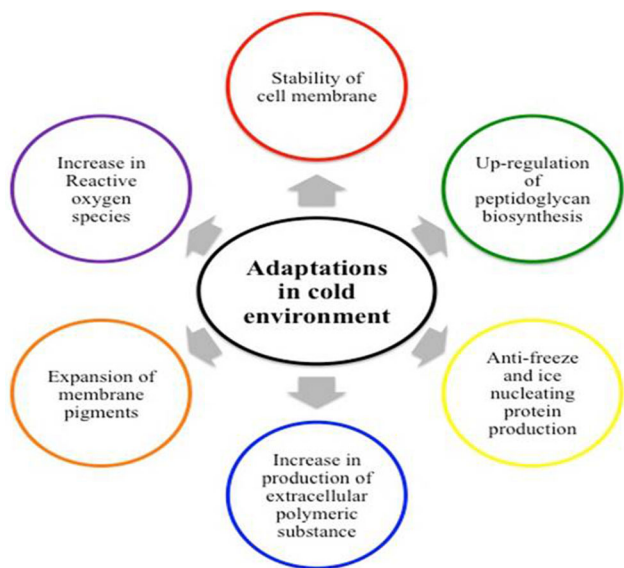 Stability of
cell membrane
Up-regulation
of
peptidoglycan
biosynthesis
Anti-freeze
and ice
nucleating
protein
production
Increase in
production of
extracellular
polymeric
substance
Expansion of
membrane
pigments
Increase in
Reactive
oxygen
species
Adaptations
in cold
environment